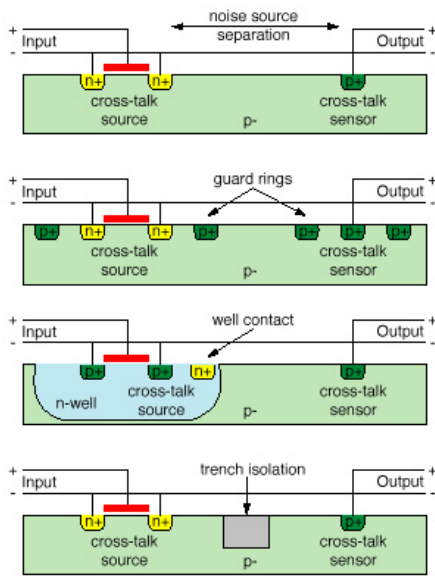 noise source
separation
+ Input Output +
- -
n+ n+ p+
cross-talk source p- cross-talk sensor
guard rings
+ Input Output +
- -
p+ n+ n+ p+ p+ p+ p+
cross-talk source p- cross-talk sensor
well contact
+ Input Output +
- -
p+ p+ n+ p+
n-well cross-talk source p- cross-talk sensor
trench isolation
+ Input Output +
- -
n+ n+ p+
cross-talk source p- cross-talk sensor